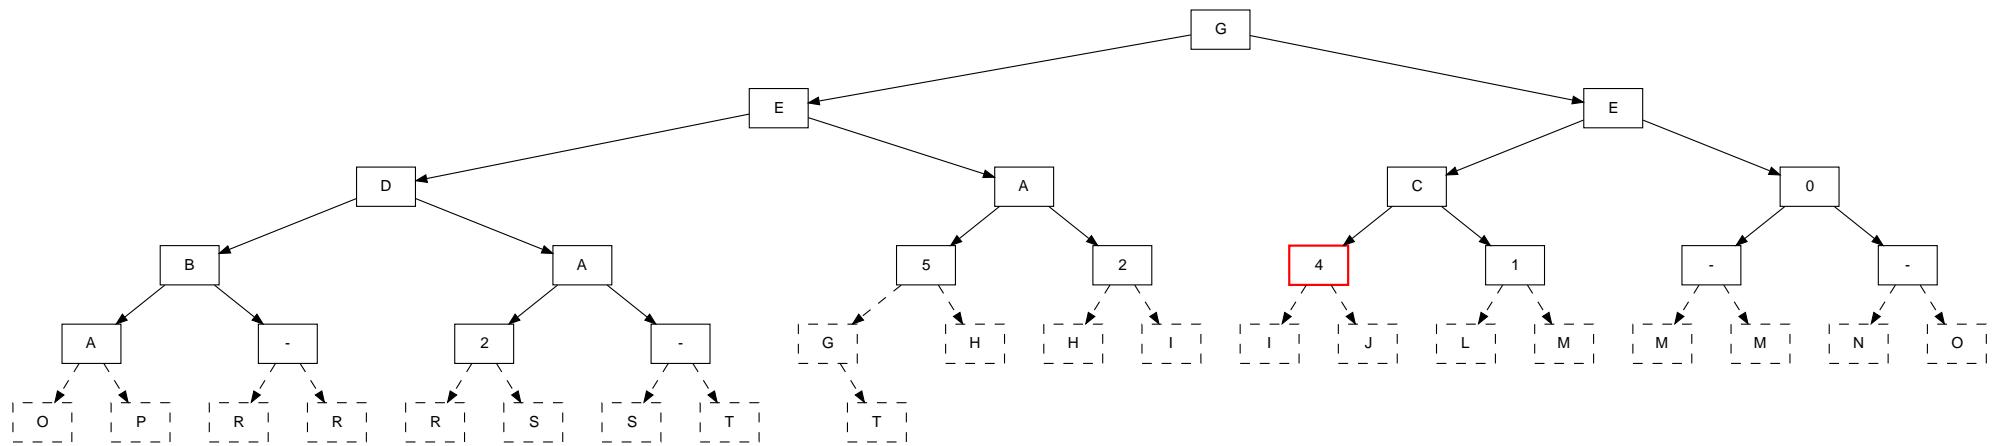 G
E E
D A C 0
B A 5 2 4 1 - -
A - 2 - G H H I I J L M M M N O
O P R R R S S T T